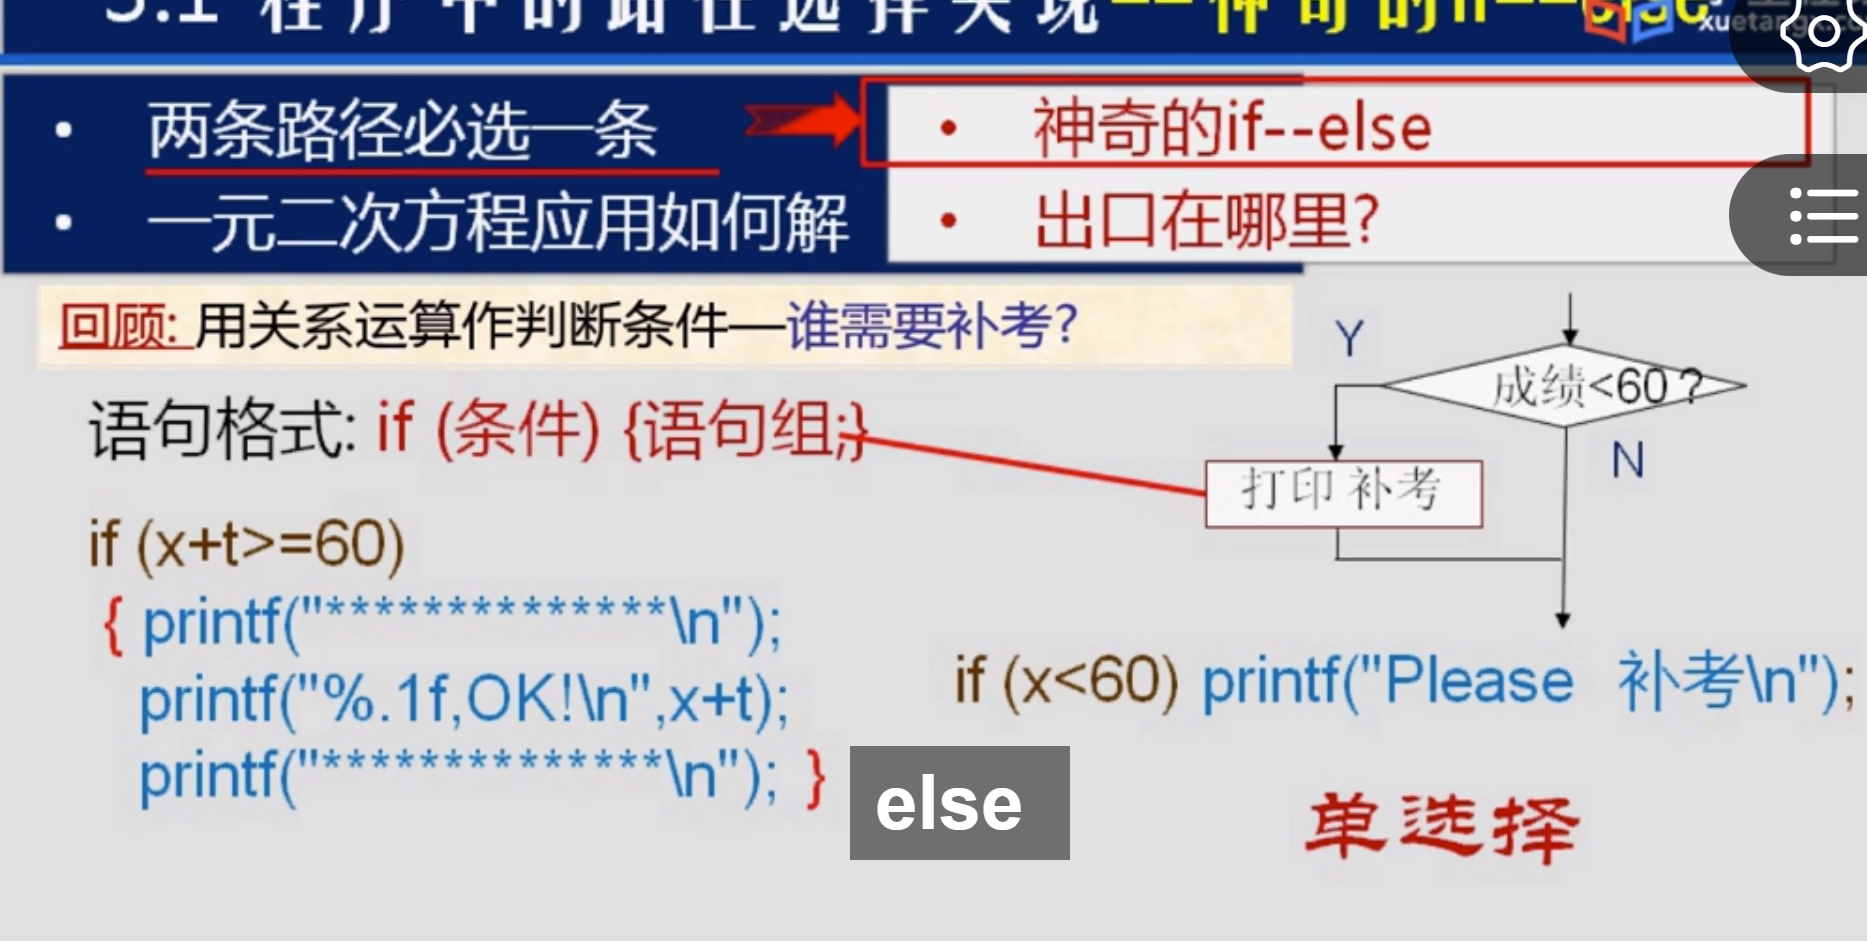 3.1 程序中的路径选择实现--神奇的if--else
xuetangx.co
• 两条路径必选一条
• 神奇的if--else
• 一元二次方程应用如何解
• 出口在哪里?
回顾: 用关系运算作判断条件—谁需要补考?
Y
成绩<60?
语句格式: if (条件) {语句组;}
N
打印 补考
if (x+t>=60)
{ printf("**************\n");
printf("%.1f,OK!\n",x+t);
printf("**************\n"); }
if (x<60) printf("Please 补考\n");
else
单选择